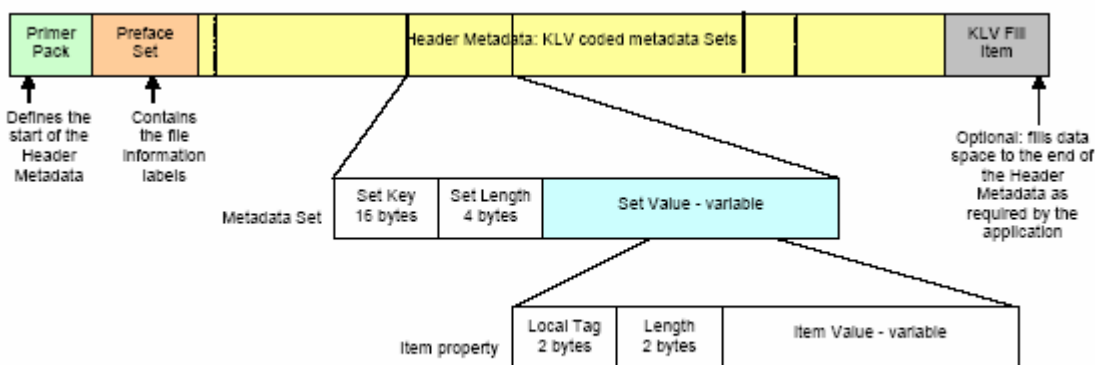 Primer
Pack
Preface
Set
Header Metadata: KLV coded metadata Sets
KLV Fill
Item
Defines the
start of the
Header
Metadata
Contains
the file
information
labels
Optional: fills data
space to the end of
the Header
Metadata as
required by the
application
Metadata Set
Set Key
16 bytes
Set Length
4 bytes
Set Value - variable
Item property
Local Tag
2 bytes
Length
2 bytes
Item Value - variable